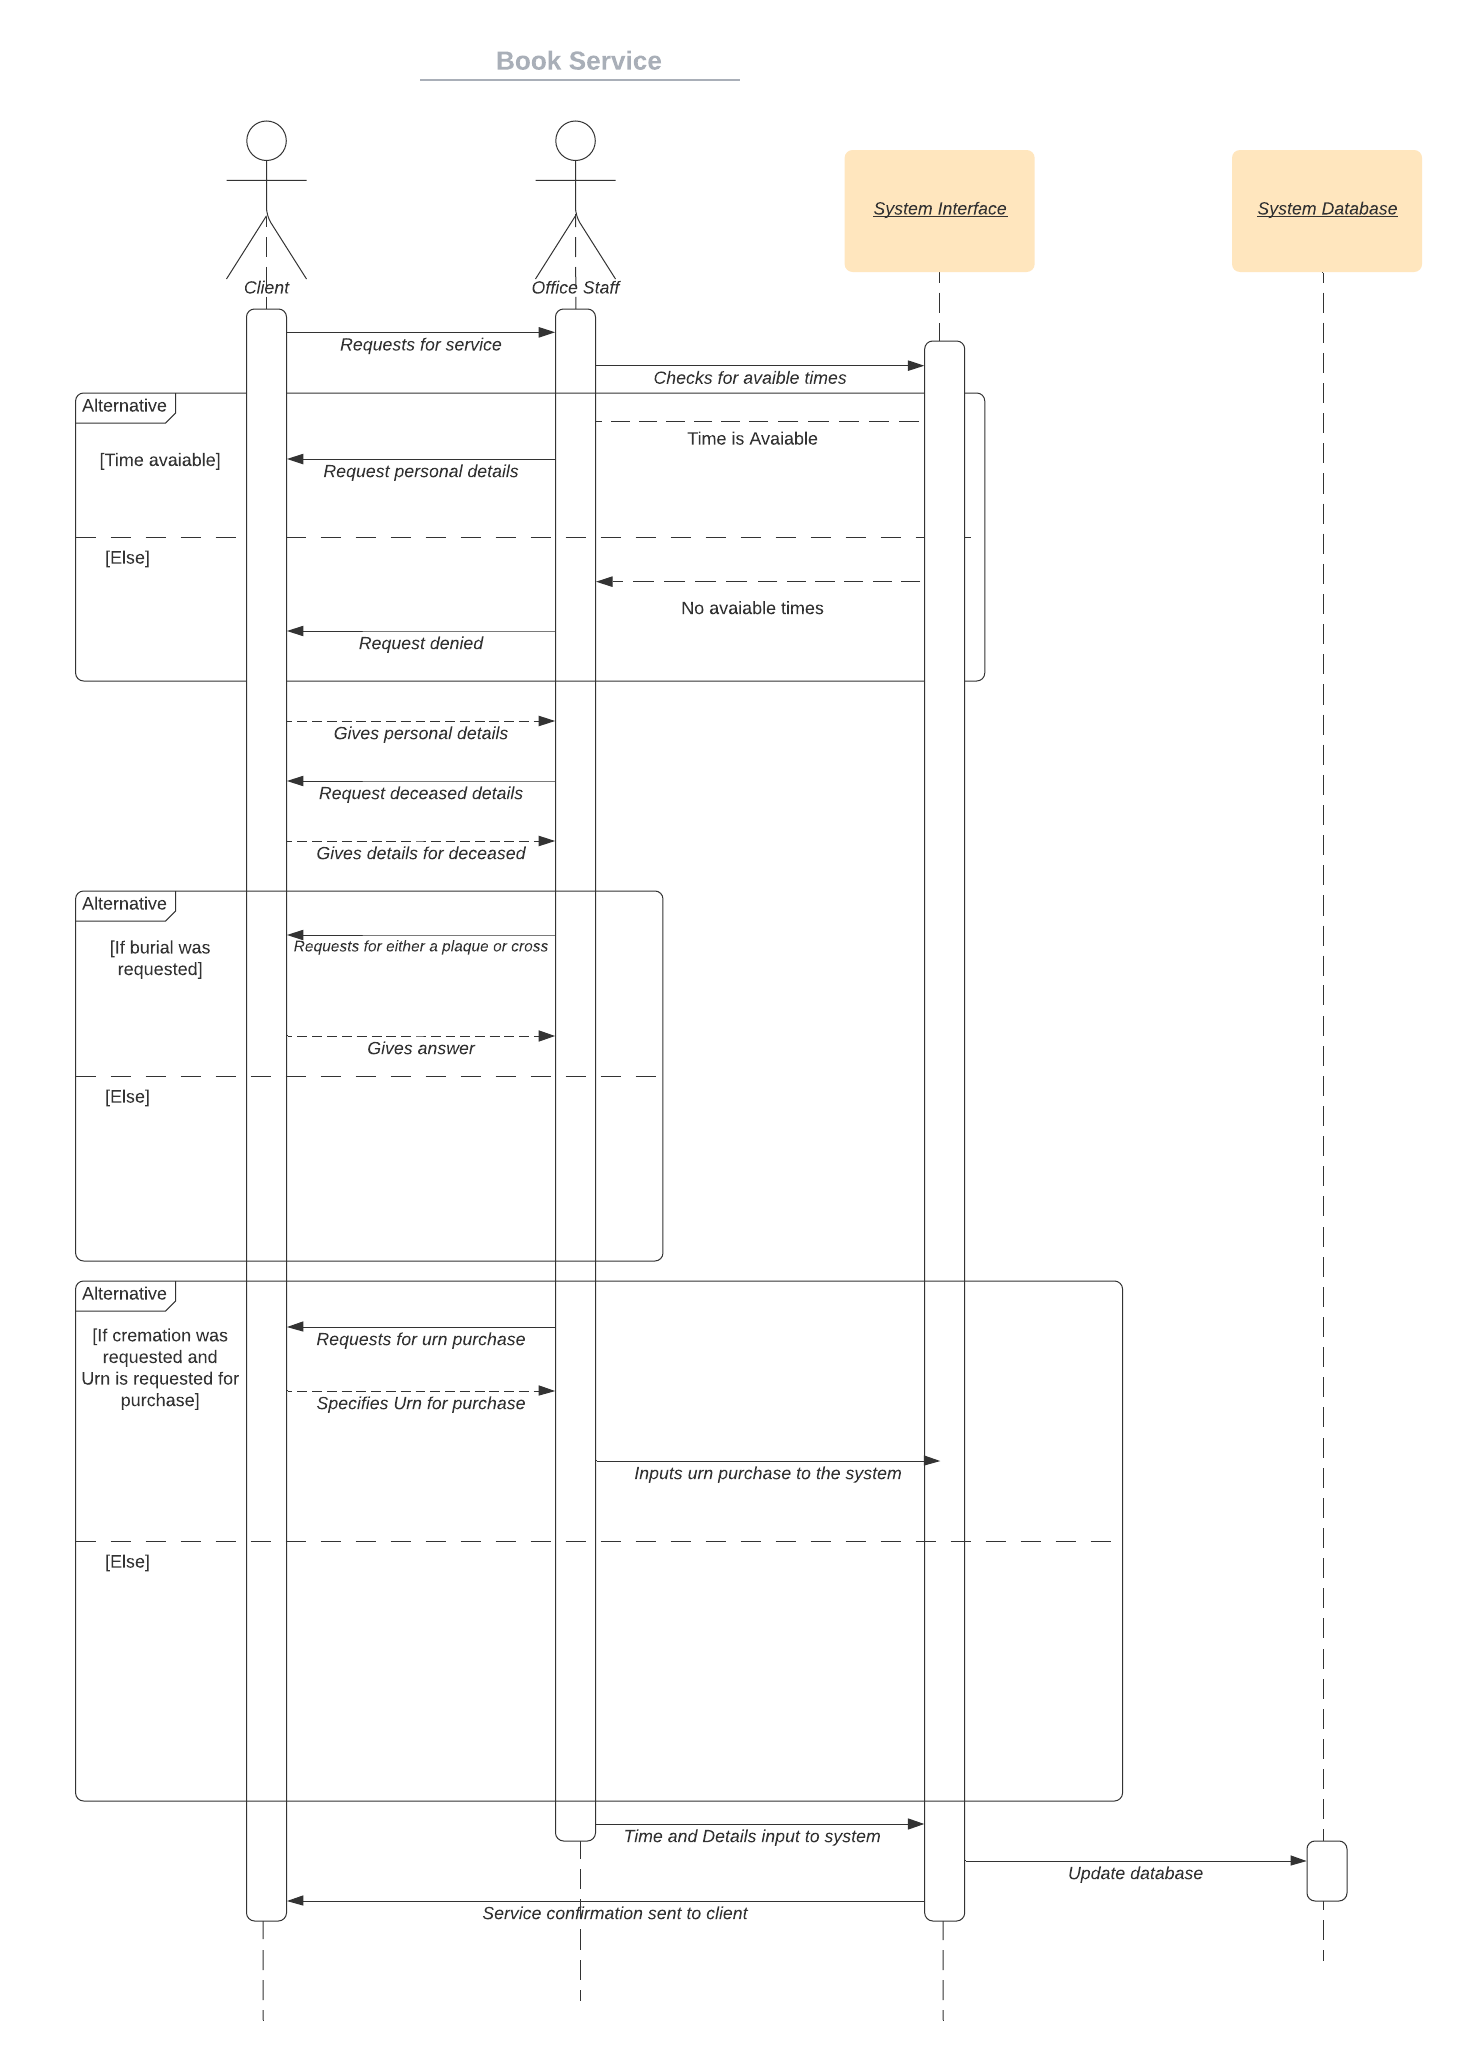 Book Service
Client
Office Staff
System Interface
System Database
Requests for service
Checks for avaible times
Alternative
Time is Avaiable
[Time avaiable]
Request personal details
[Else]
No avaiable times
Request denied
Gives personal details
Request deceased details
Gives details for deceased
Alternative
[If burial was
requested]
Requests for either a plaque or cross
Gives answer
[Else]
Alternative
[If cremation was
requested and
Urn is requested for
purchase]
Requests for urn purchase
Specifies Urn for purchase
Inputs urn purchase to the system
[Else]
Time and Details input to system
Update database
Service confirmation sent to client